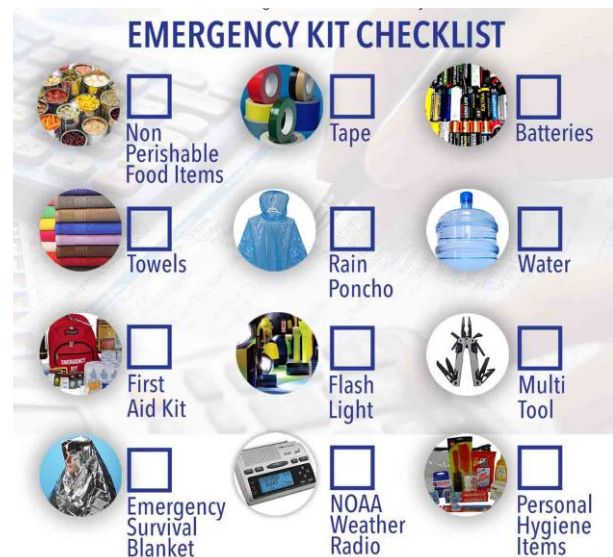 EMERGENCY KIT CHECKLIST
Non
Perishable
Food Items
Tape
Batteries
Towels
Rain
Poncho
Water
EMERGENCY
First
Aid Kit
Flash
Light
Multi
Tool
Emergency
Survival
Blanket
NOAA
Weather
Radio
Personal
Hygiene
Items